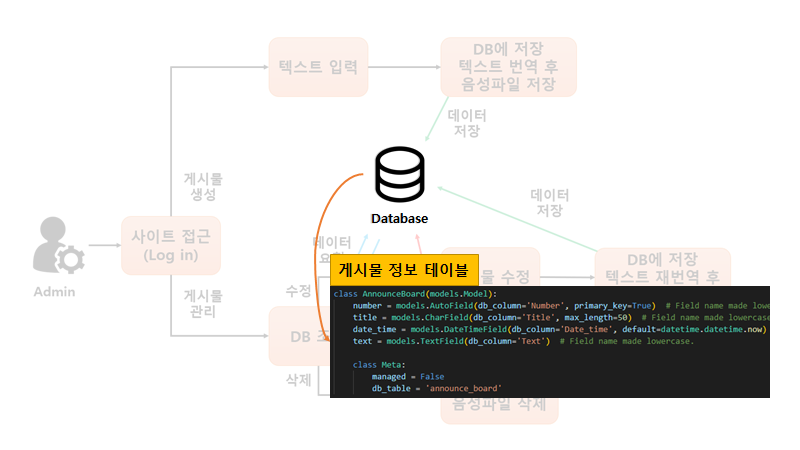 텍스트 입력
DB에 저장
텍스트 번역 후
음성파일 저장
데이터
저장
게시물
생성
Database
데이터
저장
사이트 접근
(Log in)
Admin
데이터
게시물
관리
수정
물 수정
DB에 저장
텍스트 재번역 후
게시물 정보 테이블
class AnnounceBoard(models.Model):
number = models.AutoField(db_column='Number', primary_key=True)  # Field name made lowe
title = models.CharField(db_column='Title', max_length=50)  # Field name made lowercase
date_time = models.DateTimeField(db_column='Date_time', default=datetime.datetime.now)
text = models.TextField(db_column='Text')  # Field name made lowercase.
class Meta:
managed = False
db_table = 'announce_board'
DB 조
삭제
음성파일 삭제